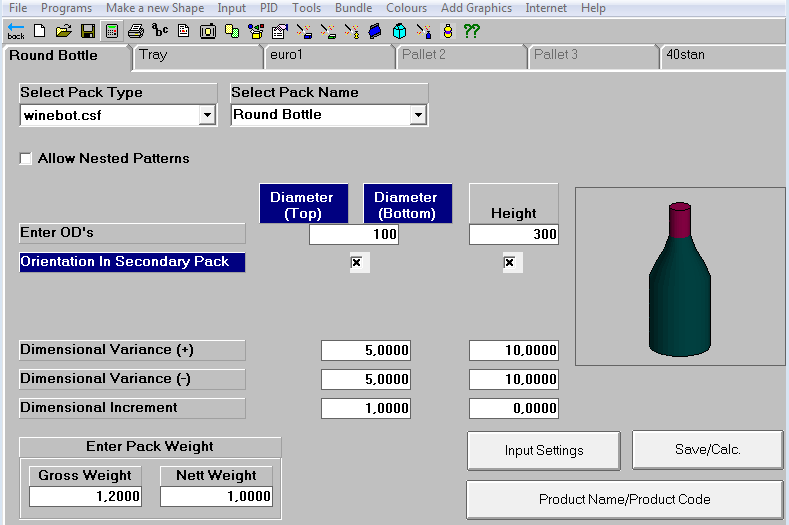 File Programs Make a new Shape Input PID Tools Bundle Colours Add Graphics Internet Help
back abc ??
Round Bottle Tray euro1 Pallet 2 Pallet 3 40stan
Select Pack Type Select Pack Name
winebot.csf Round Bottle
Allow Nested Patterns
Diameter (Top) Diameter (Bottom) Height
Enter OD's 100 300
Orientation In Secondary Pack
Dimensional Variance (+) 5,0000 10,0000
Dimensional Variance (-) 5,0000 10,0000
Dimensional Increment 1,0000 0,0000
Enter Pack Weight
Gross Weight Nett Weight
1,2000 1,0000
Input Settings Save/Calc.
Product Name/Product Code